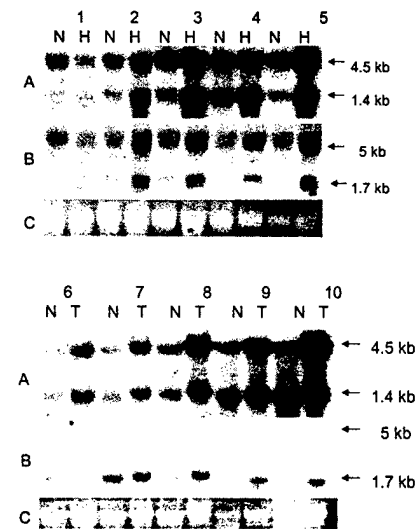 1 2 3 4 5
N H N H N H N H N H
A
4.5 kb
1.4 kb
B
5 kb
1.7 kb
C
6 7 8 9 10
N T N T N T N T N T
A
4.5 kb
1.4 kb
5 kb
B
1.7 kb
C